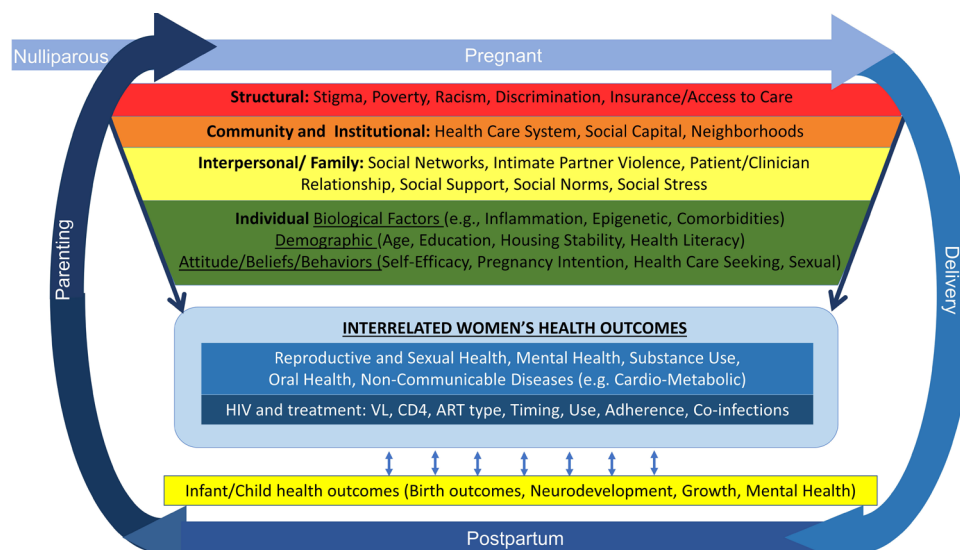 Nulliparous
Pregnant
Structural: Stigma, Poverty, Racism, Discrimination, Insurance/Access to Care
Community and Institutional: Health Care System, Social Capital, Neighborhoods
Interpersonal/ Family: Social Networks, Intimate Partner Violence, Patient/Clinician
Relationship, Social Support, Social Norms, Social Stress
Individual Biological Factors (e.g., Inflammation, Epigenetic, Comorbidities)
Demographic (Age, Education, Housing Stability, Health Literacy)
Attitude/Beliefs/Behaviors (Self-Efficacy, Pregnancy Intention, Health Care Seeking, Sexual)
Parenting
Delivery
INTERRELATED WOMEN’S HEALTH OUTCOMES
Reproductive and Sexual Health, Mental Health, Substance Use,
Oral Health, Non-Communicable Diseases (e.g. Cardio-Metabolic)
HIV and treatment: VL, CD4, ART type, Timing, Use, Adherence, Co-infections
Infant/Child health outcomes (Birth outcomes, Neurodevelopment, Growth, Mental Health)
Postpartum